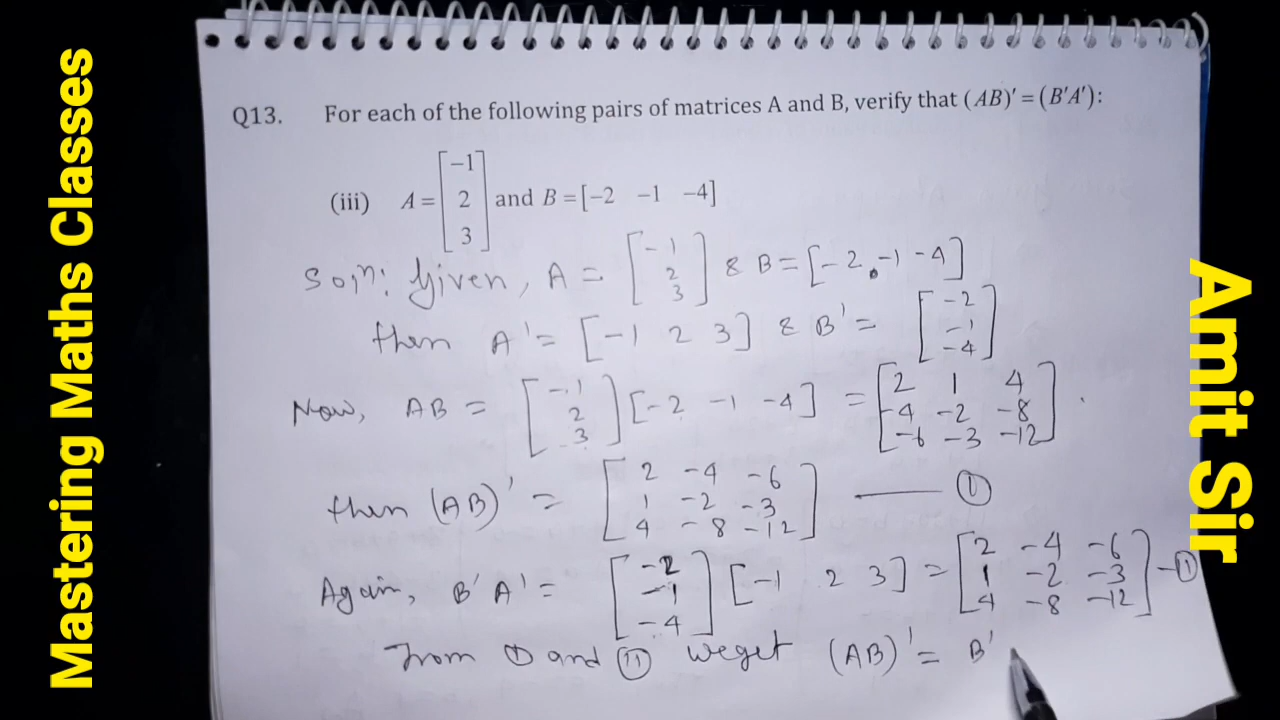 Mastering Maths Classes
Q13. For each of the following pairs of matrices A and B, verify that (AB)' = (B'A'):
(iii) A = [-1 2 3] and B = [-2 -1 -4]
Soln: Given, A = [-1 2 3] & B = [-2, -1 -4]
then A' = [-1 2 3] & B' = [-2 -1 -4]
Now, AB = [-1 2 3] [-2 -1 -4] = [2 1 4 -4 -2 -8 -6 -3 -12].
then (AB)' = [2 -4 -6 1 -2 -3 4 -8 -12] — (i)
Again, B'A' = [-2 -1 -4] [-1 2 3] = [2 -4 -6 1 -2 -3 4 -8 -12] — (ii)
From (i) and (ii) we get (AB)' = B'
Amit Sir